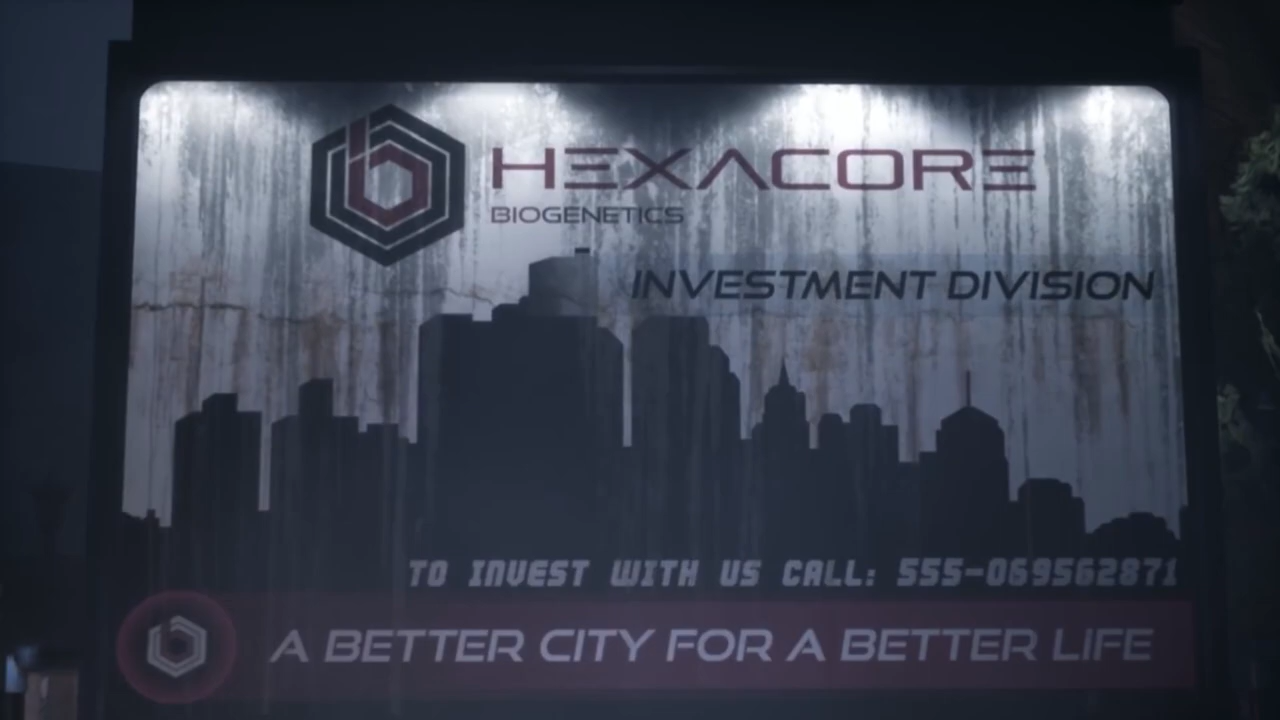 HEXACORE
BIOGENETICS
INVESTMENT DIVISION
TO INVEST WITH US CALL: 555-069562871
A BETTER CITY FOR A BETTER LIFE